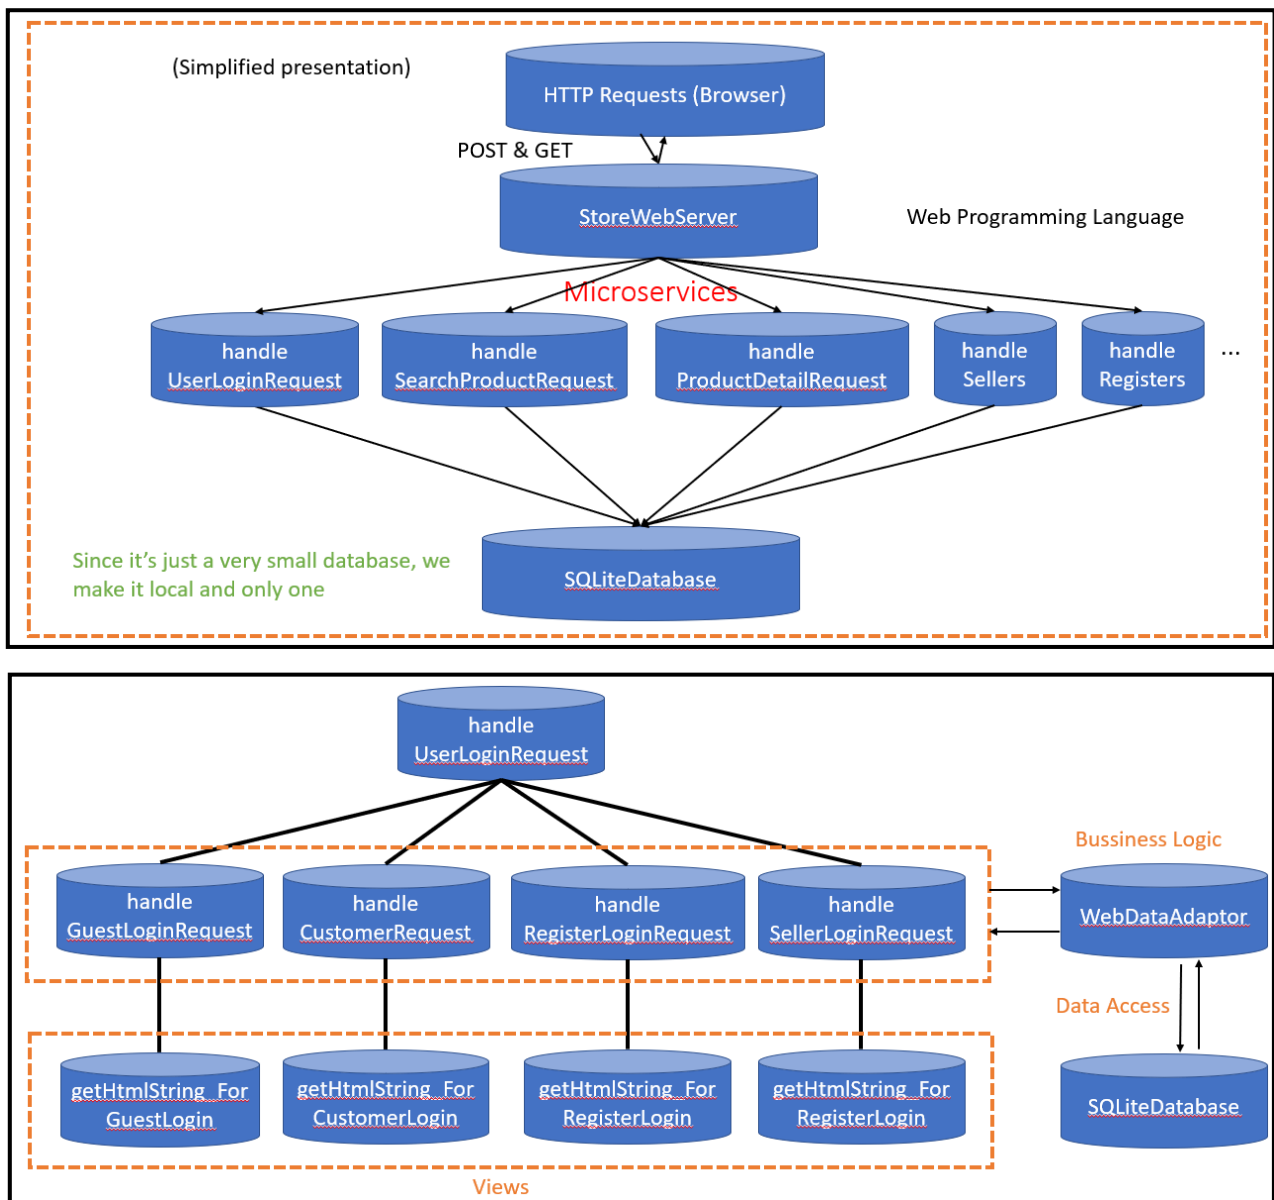 (Simplified presentation)
HTTP Requests (Browser)
POST & GET
StoreWebServer
Web Programming Language
Microservices
handle
UserLoginRequest
handle
SearchProductRequest
handle
ProductDetailRequest
handle
Sellers
handle
Registers
...
Since it's just a very small database, we
make it local and only one
SQLiteDatabase
handle
UserLoginRequest
Bussiness Logic
handle
GuestLoginRequest
handle
CustomerRequest
handle
RegisterLoginRequest
handle
SellerLoginRequest
WebDataAdaptor
Data Access
getHtmlString_For
GuestLogin
getHtmlString_For
CustomerLogin
getHtmlString_For
RegisterLogin
getHtmlString_For
RegisterLogin
SQLiteDatabase
Views